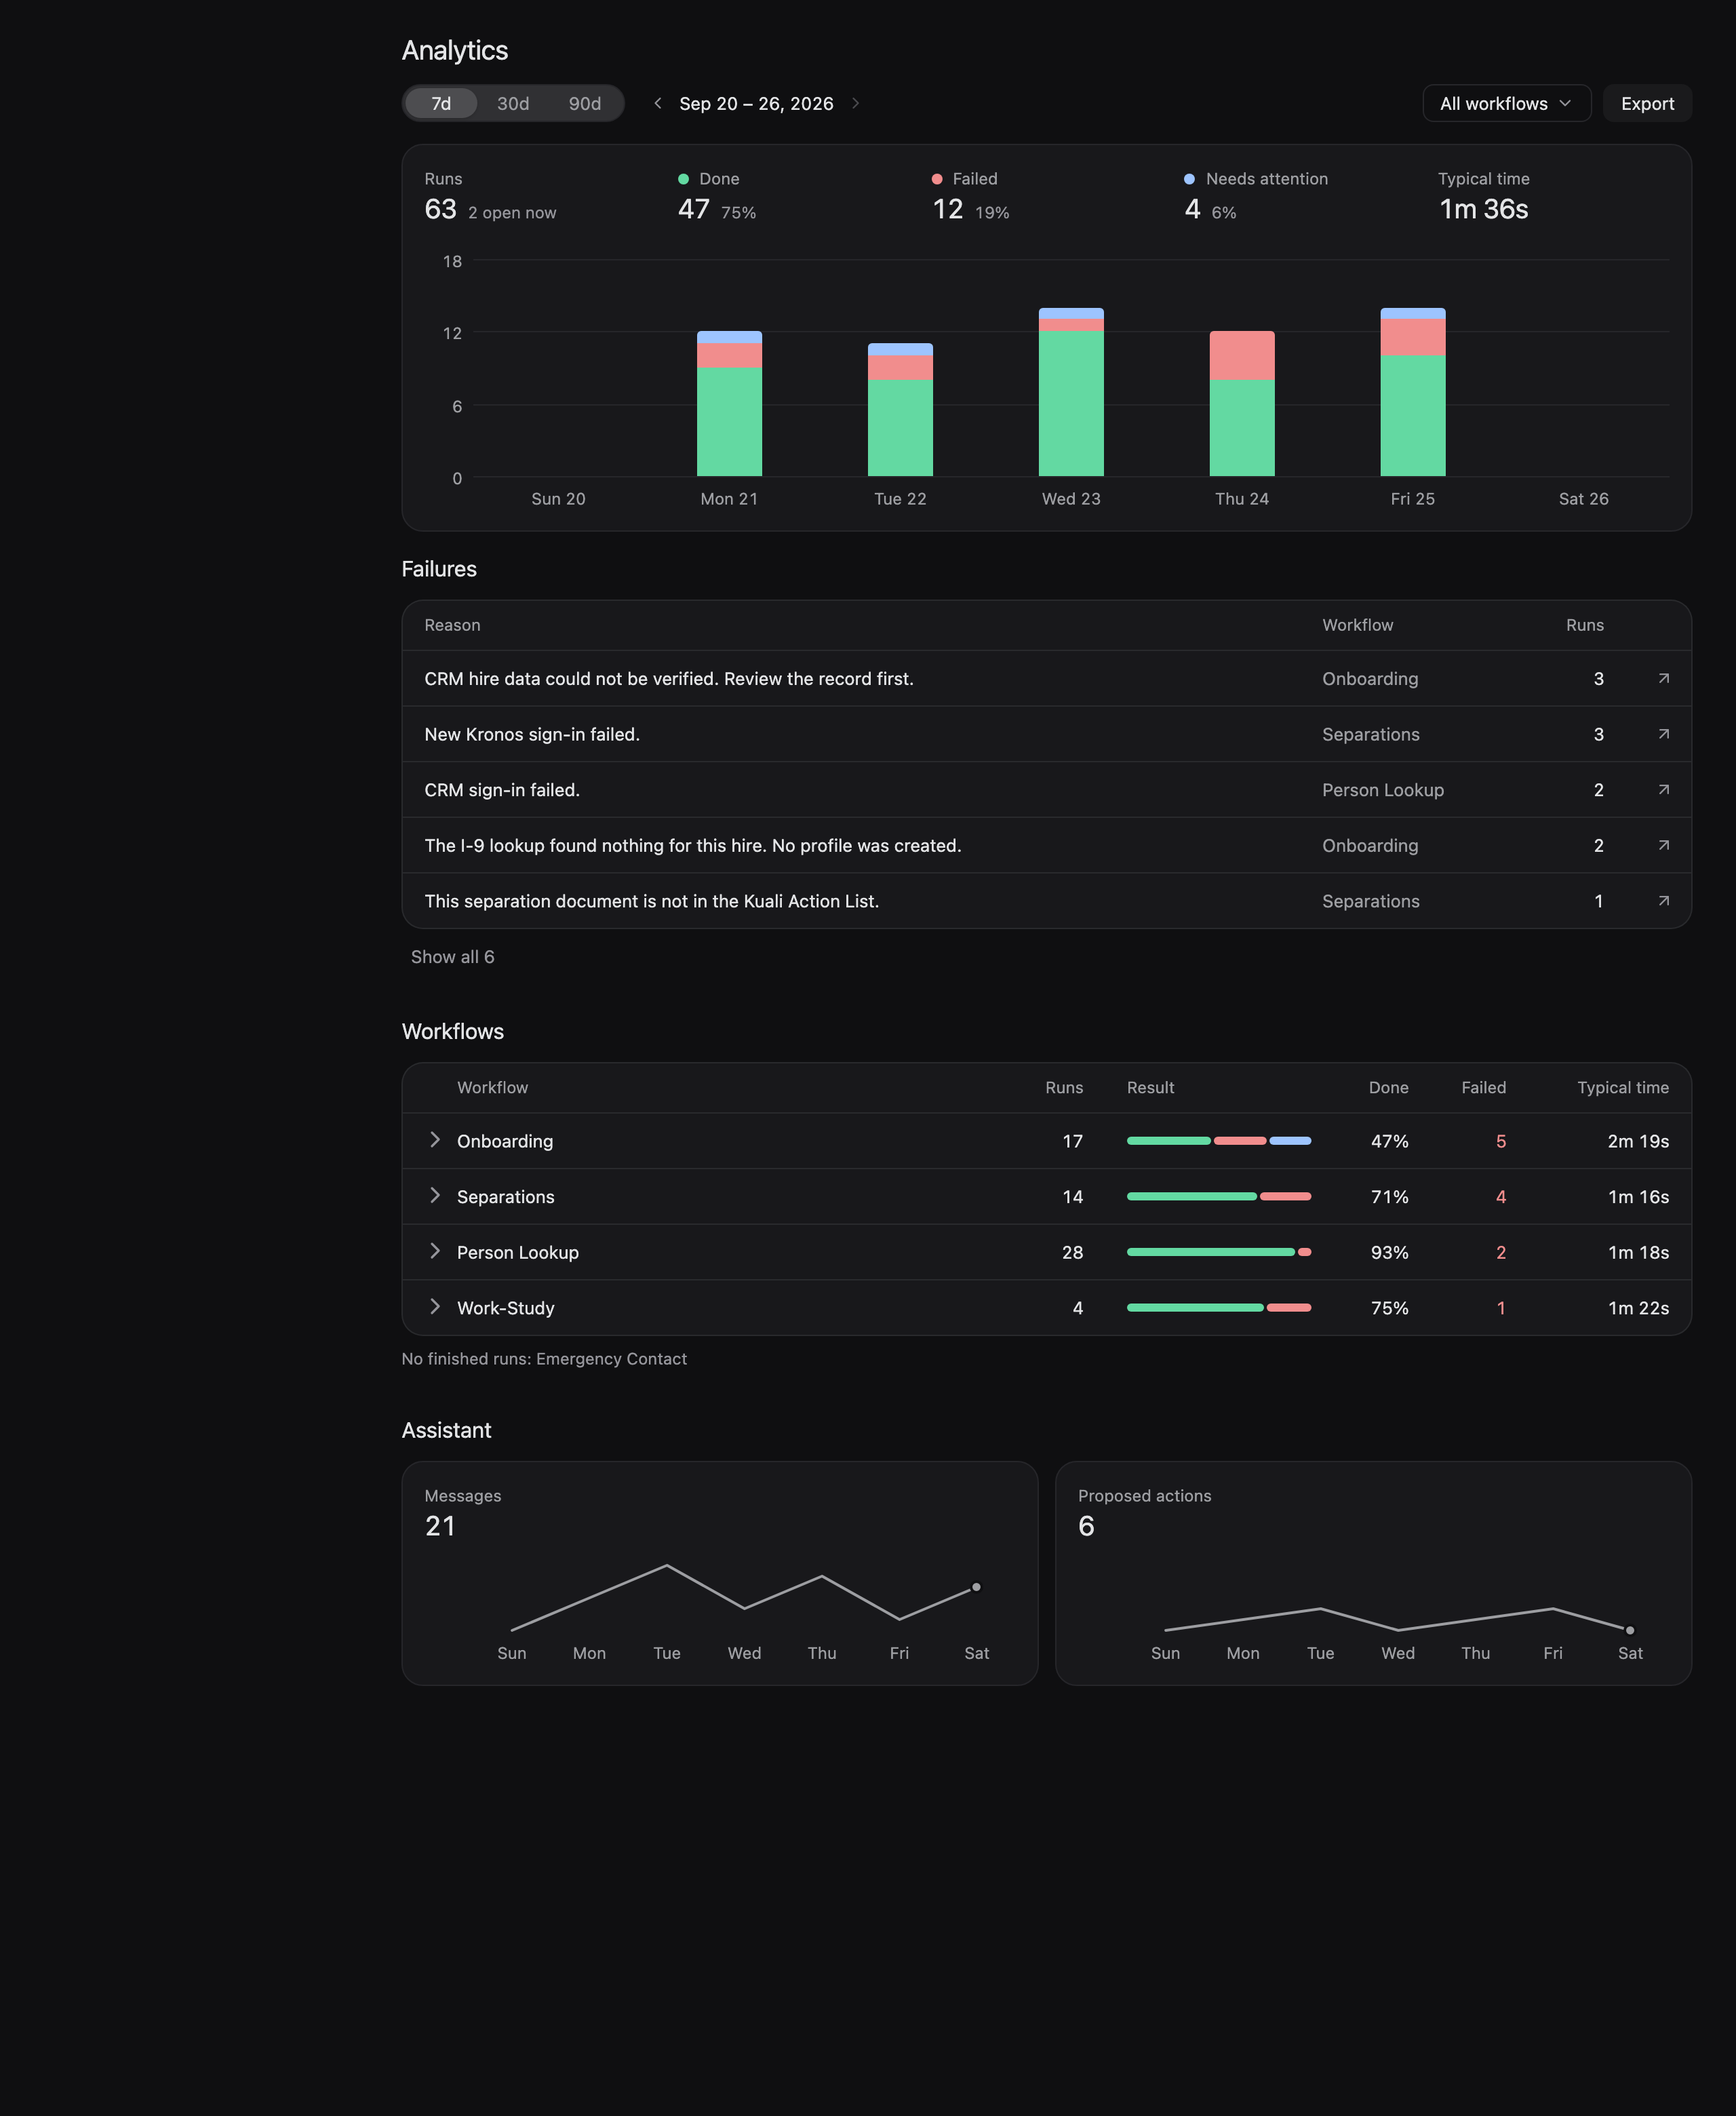 Analytics
7d 30d 90d Sep 20 – 26, 2026 All workflows Export
Runs Done Failed Needs attention Typical time
63 2 open now 47 75% 12 19% 4 6% 1m 36s
18
12
6
0
Sun 20 Mon 21 Tue 22 Wed 23 Thu 24 Fri 25 Sat 26
Failures
Reason Workflow Runs
CRM hire data could not be verified. Review the record first. Onboarding 3
New Kronos sign-in failed. Separations 3
CRM sign-in failed. Person Lookup 2
The I-9 lookup found nothing for this hire. No profile was created. Onboarding 2
This separation document is not in the Kuali Action List. Separations 1
Show all 6
Workflows
Workflow Runs Result Done Failed Typical time
Onboarding 17 47% 5 2m 19s
Separations 14 71% 4 1m 16s
Person Lookup 28 93% 2 1m 18s
Work-Study 4 75% 1 1m 22s
No finished runs: Emergency Contact
Assistant
Messages
21
Sun Mon Tue Wed Thu Fri Sat
Proposed actions
6
Sun Mon Tue Wed Thu Fri Sat